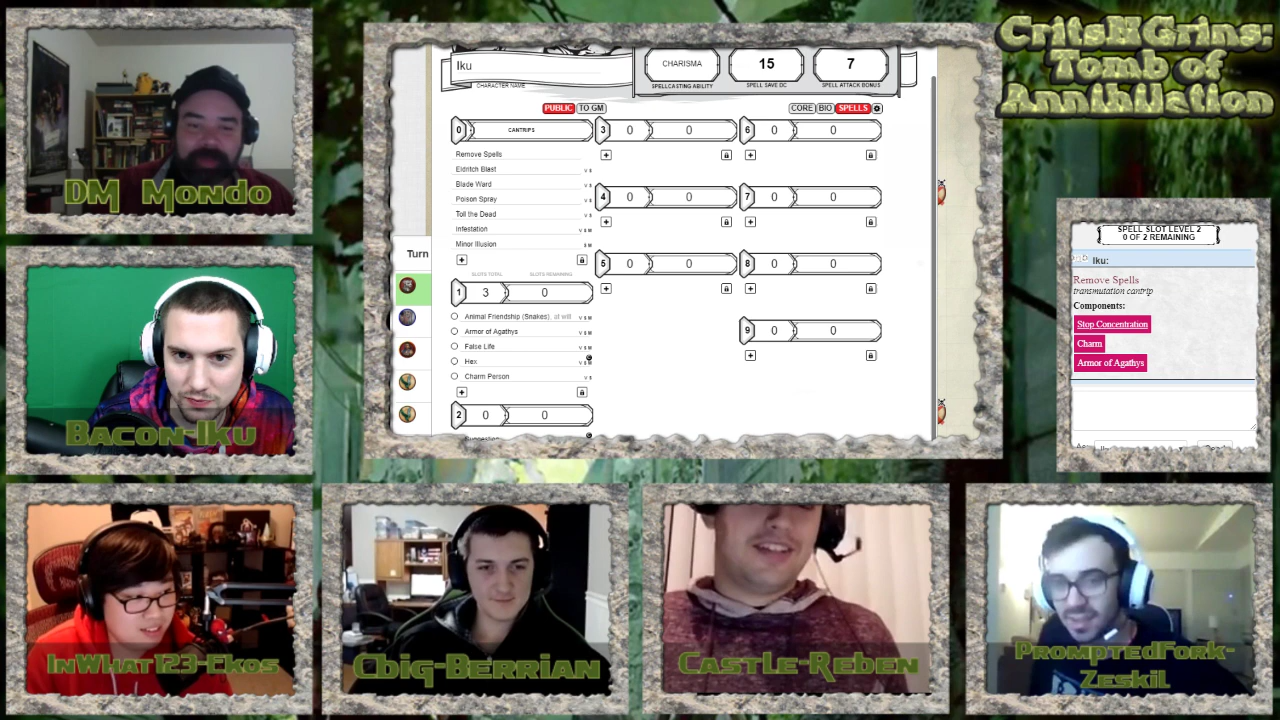 CritsNGrins:
Tomb of
Annihilation
DM Mondo
Bacon-Iku
InWhat123-Ekos
Cbig-Berrian
Castle-Reben
PromptedFork-
Zeskil
Iku
CHARACTER NAME
CHARISMA
SPELLCASTING ABILITY
15
SPELL SAVE DC
7
SPELL ATTACK BONUS
PUBLIC TO GM
CORE BIO SPELLS
0 CANTRIPS
Remove Spells
Eldritch Blast V S
Blade Ward V S
Poison Spray V S
Toll the Dead V S
Infestation V S M
Minor Illusion S M
SLOTS TOTAL SLOTS REMAINING
1 3 0
Animal Friendship (Snakes), at will V S M
Armor of Agathys V S M
False Life V S M
Hex V S M
Charm Person V S
2 0 0
3 0 0
4 0 0
5 0 0
6 0 0
7 0 0
8 0 0
9 0 0
Turn
SPELL SLOT LEVEL 2
0 OF 2 REMAINING
Iku:
Remove Spells
transmutation cantrip
Components:
Stop Concentration
Charm
Armor of Agathys